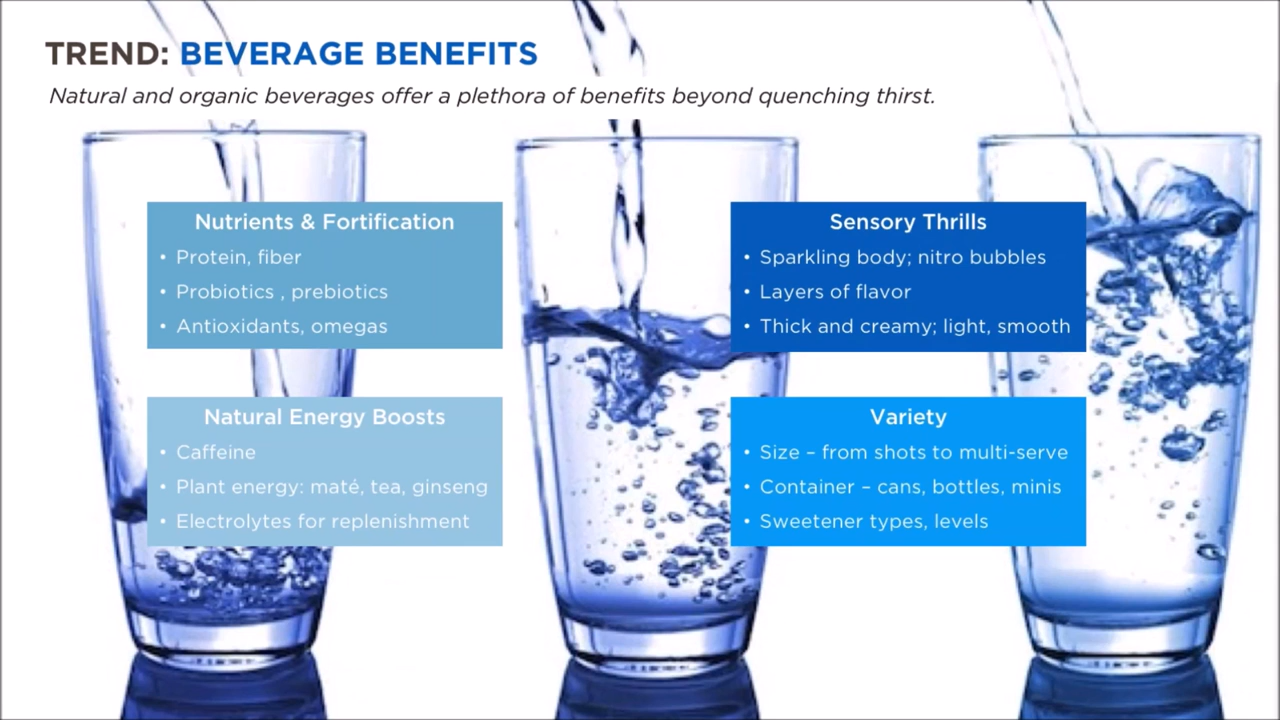 TREND: BEVERAGE BENEFITS
Natural and organic beverages offer a plethora of benefits beyond quenching thirst.
Nutrients & Fortification
• Protein, fiber
• Probiotics , prebiotics
• Antioxidants, omegas
Natural Energy Boosts
• Caffeine
• Plant energy: maté, tea, ginseng
• Electrolytes for replenishment
Sensory Thrills
• Sparkling body; nitro bubbles
• Layers of flavor
• Thick and creamy; light, smooth
Variety
• Size – from shots to multi-serve
• Container – cans, bottles, minis
• Sweetener types, levels